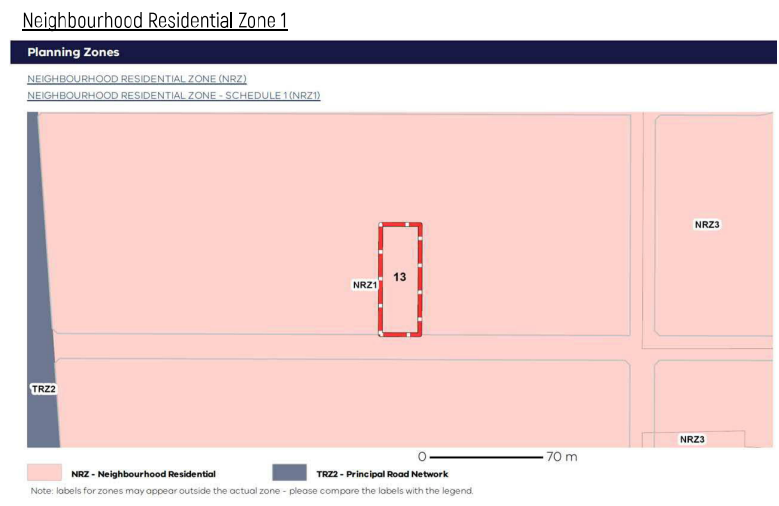 Neighbourhood Residential Zone 1
Planning Zones
NEIGHBOURHOOD RESIDENTIAL ZONE (NRZ)
NEIGHBOURHOOD RESIDENTIAL ZONE - SCHEDULE 1 (NRZ1)
NRZ3
13
NRZ1
TRZ2
NRZ3
0 70 m
NRZ - Neighbourhood Residential TRZ2 - Principal Road Network
Note: labels for zones may appear outside the actual zone - please compare the labels with the legend.